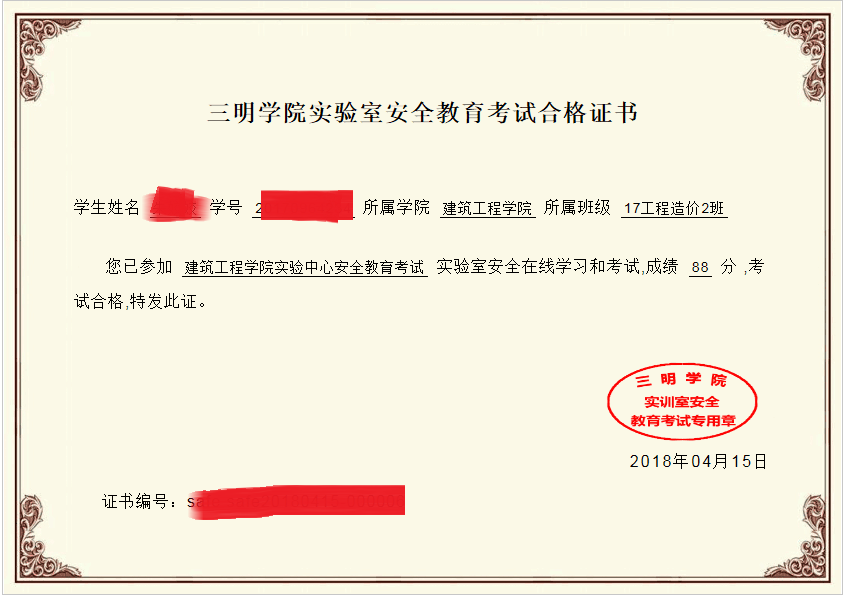 三明学院实验室安全教育考试合格证书
学生姓名 学号 2 所属学院 建筑工程学院 所属班级 17工程造价2班
您已参加 建筑工程学院实验中心安全教育考试 实验室安全在线学习和考试,成绩 88 分 ,考
试合格,特发此证。
三明学院
实训室安全
教育考试专用章
2018年04月15日
证书编号：sa